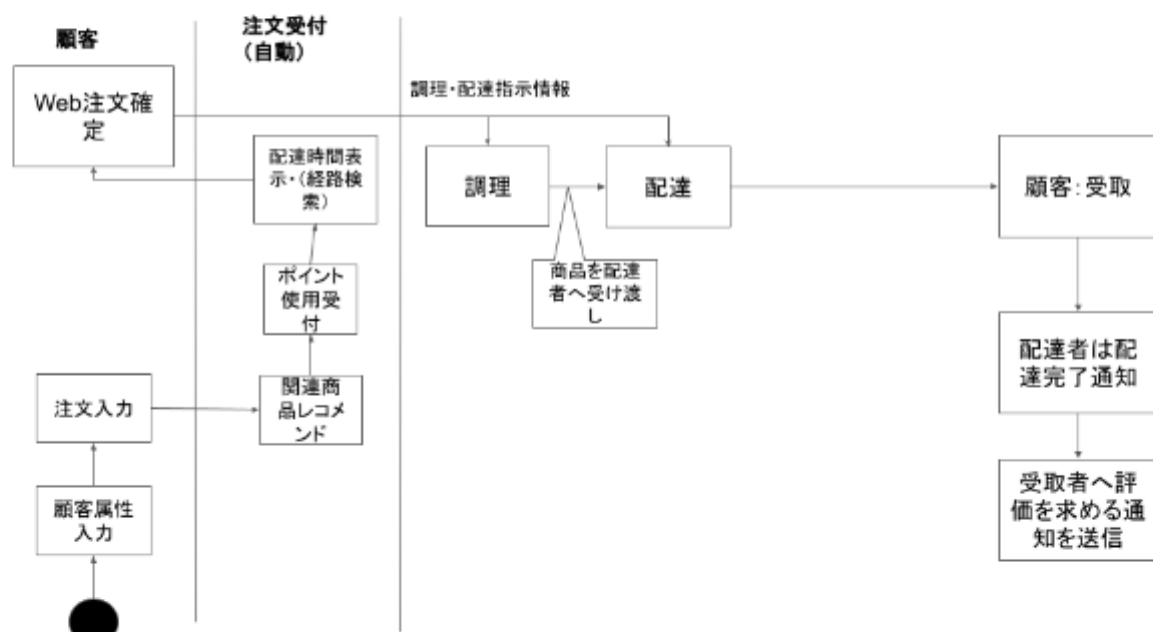 顧客
注文受付
（自動）
Web注文確
定
調理・配達指示情報
配達時間表
示・（経路検
索）
調理
配達
顧客：受取
ポイント
使用受
付
商品を配達
者へ受け渡
し
注文入力
関連商
品レコメ
ンド
配達者は配
達完了通知
顧客属性
入力
受取者へ評
価を求める通
知を送信